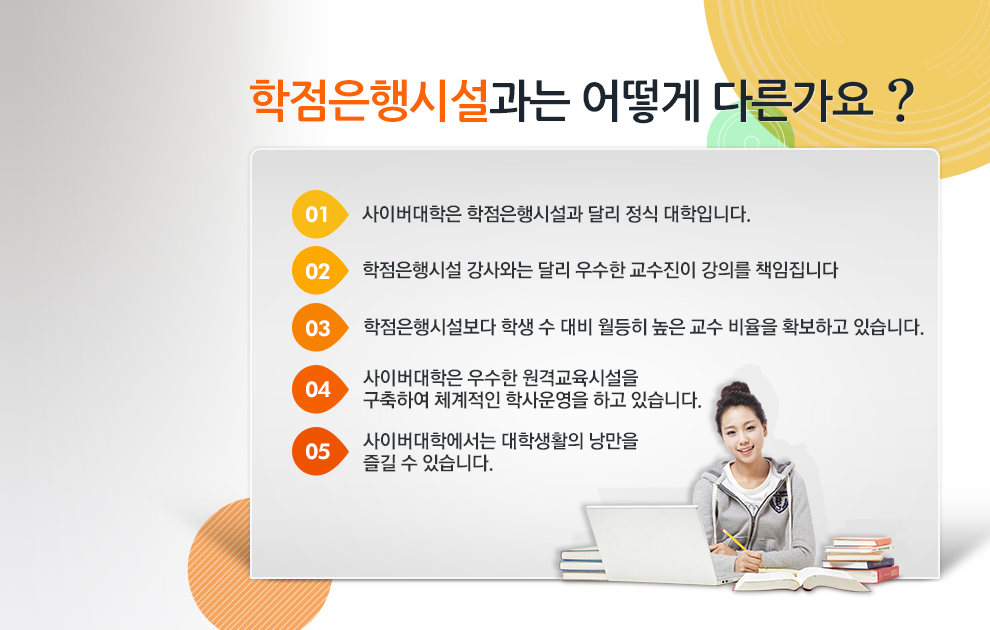 학점은행시설과는 어떻게 다른가요 ?
01 사이버대학은 학점은행시설과 달리 정식 대학입니다.
02 학점은행시설 강사와는 달리 우수한 교수진이 강의를 책임집니다
03 학점은행시설보다 학생 수 대비 월등히 높은 교수 비율을 확보하고 있습니다.
04 사이버대학은 우수한 원격교육시설을
구축하여 체계적인 학사운영을 하고 있습니다.
05 사이버대학에서는 대학생활의 낭만을
즐길 수 있습니다.